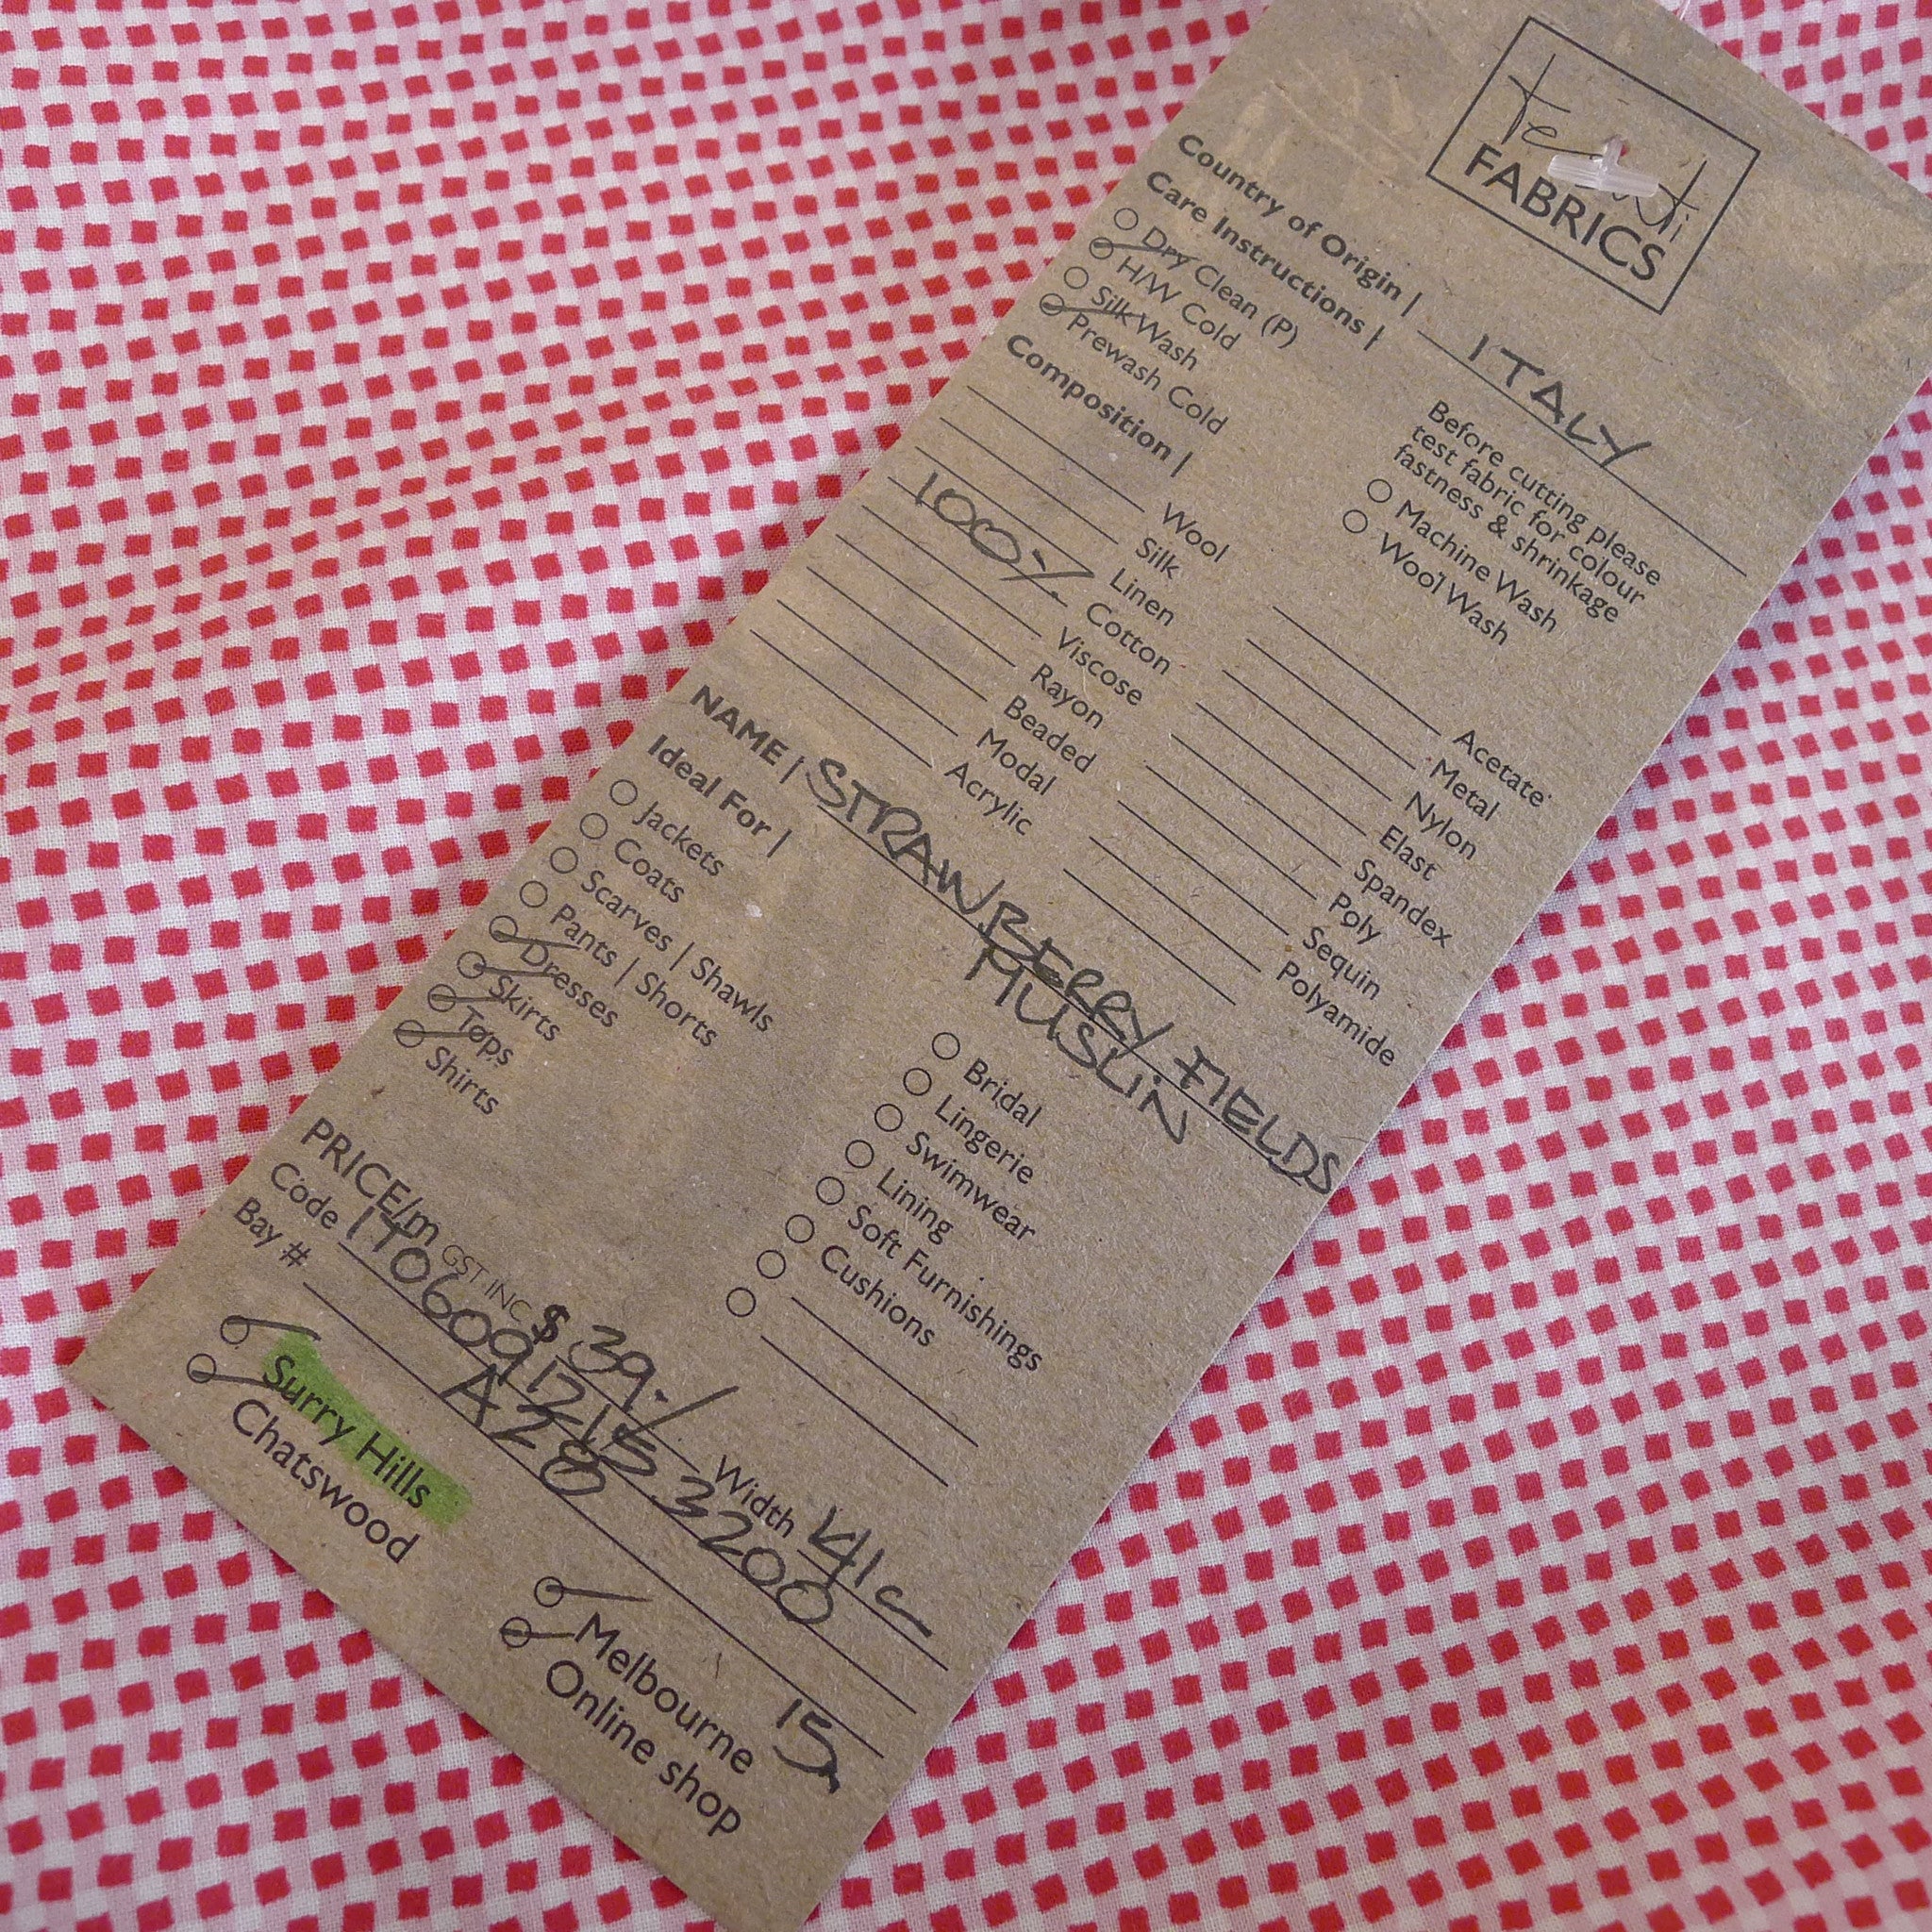 FABRICS
Country of Origin | ITALY
Care Instructions |
Dry Clean (P)
H/W Cold
Silk Wash
Prewash Cold
Before cutting please
test fabric for colour
fastness & shrinkage
Machine Wash
Wool Wash
Composition |
Wool
Silk
Linen
100% Cotton
Viscose
Rayon
Beaded
Modal
Acrylic
Acetate
Metal
Nylon
Elast
Spandex
Poly
Sequin
Polyamide
NAME | STRAWBERRY FIELDS
MUSLIN
Ideal For |
Jackets
Coats
Scarves | Shawls
Pants | Shorts
Dresses
Skirts
Tops
Shirts
Bridal
Lingerie
Swimwear
Lining
Soft Furnishings
Cushions
PRICE/m GST INC $ 39.- Width 141c
Code
Bay # A28 15
Surry Hills
Chatswood
Melbourne
Online shop